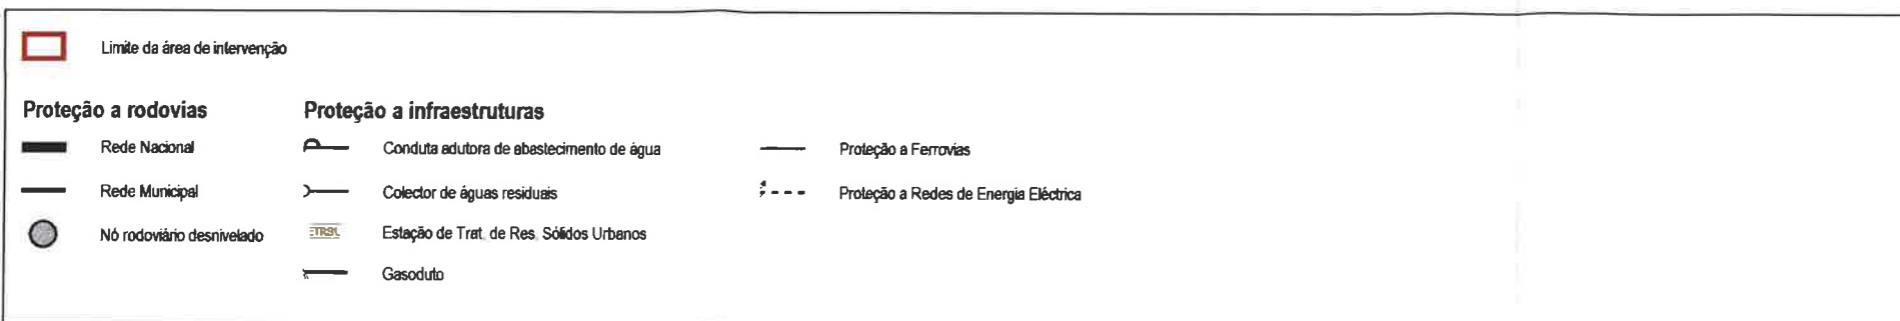 Limite da área de intervenção
Proteção a rodovias
Rede Nacional
Rede Municipal
Nó rodoviário desnivelado
Proteção a infraestruturas
Conduta adutora de abastecimento de água
Colector de águas residuais
Estação de Trat. de Res. Sólidos Urbanos
Gasoduto
Proteção a Ferrovias
Proteção a Redes de Energia Eléctrica